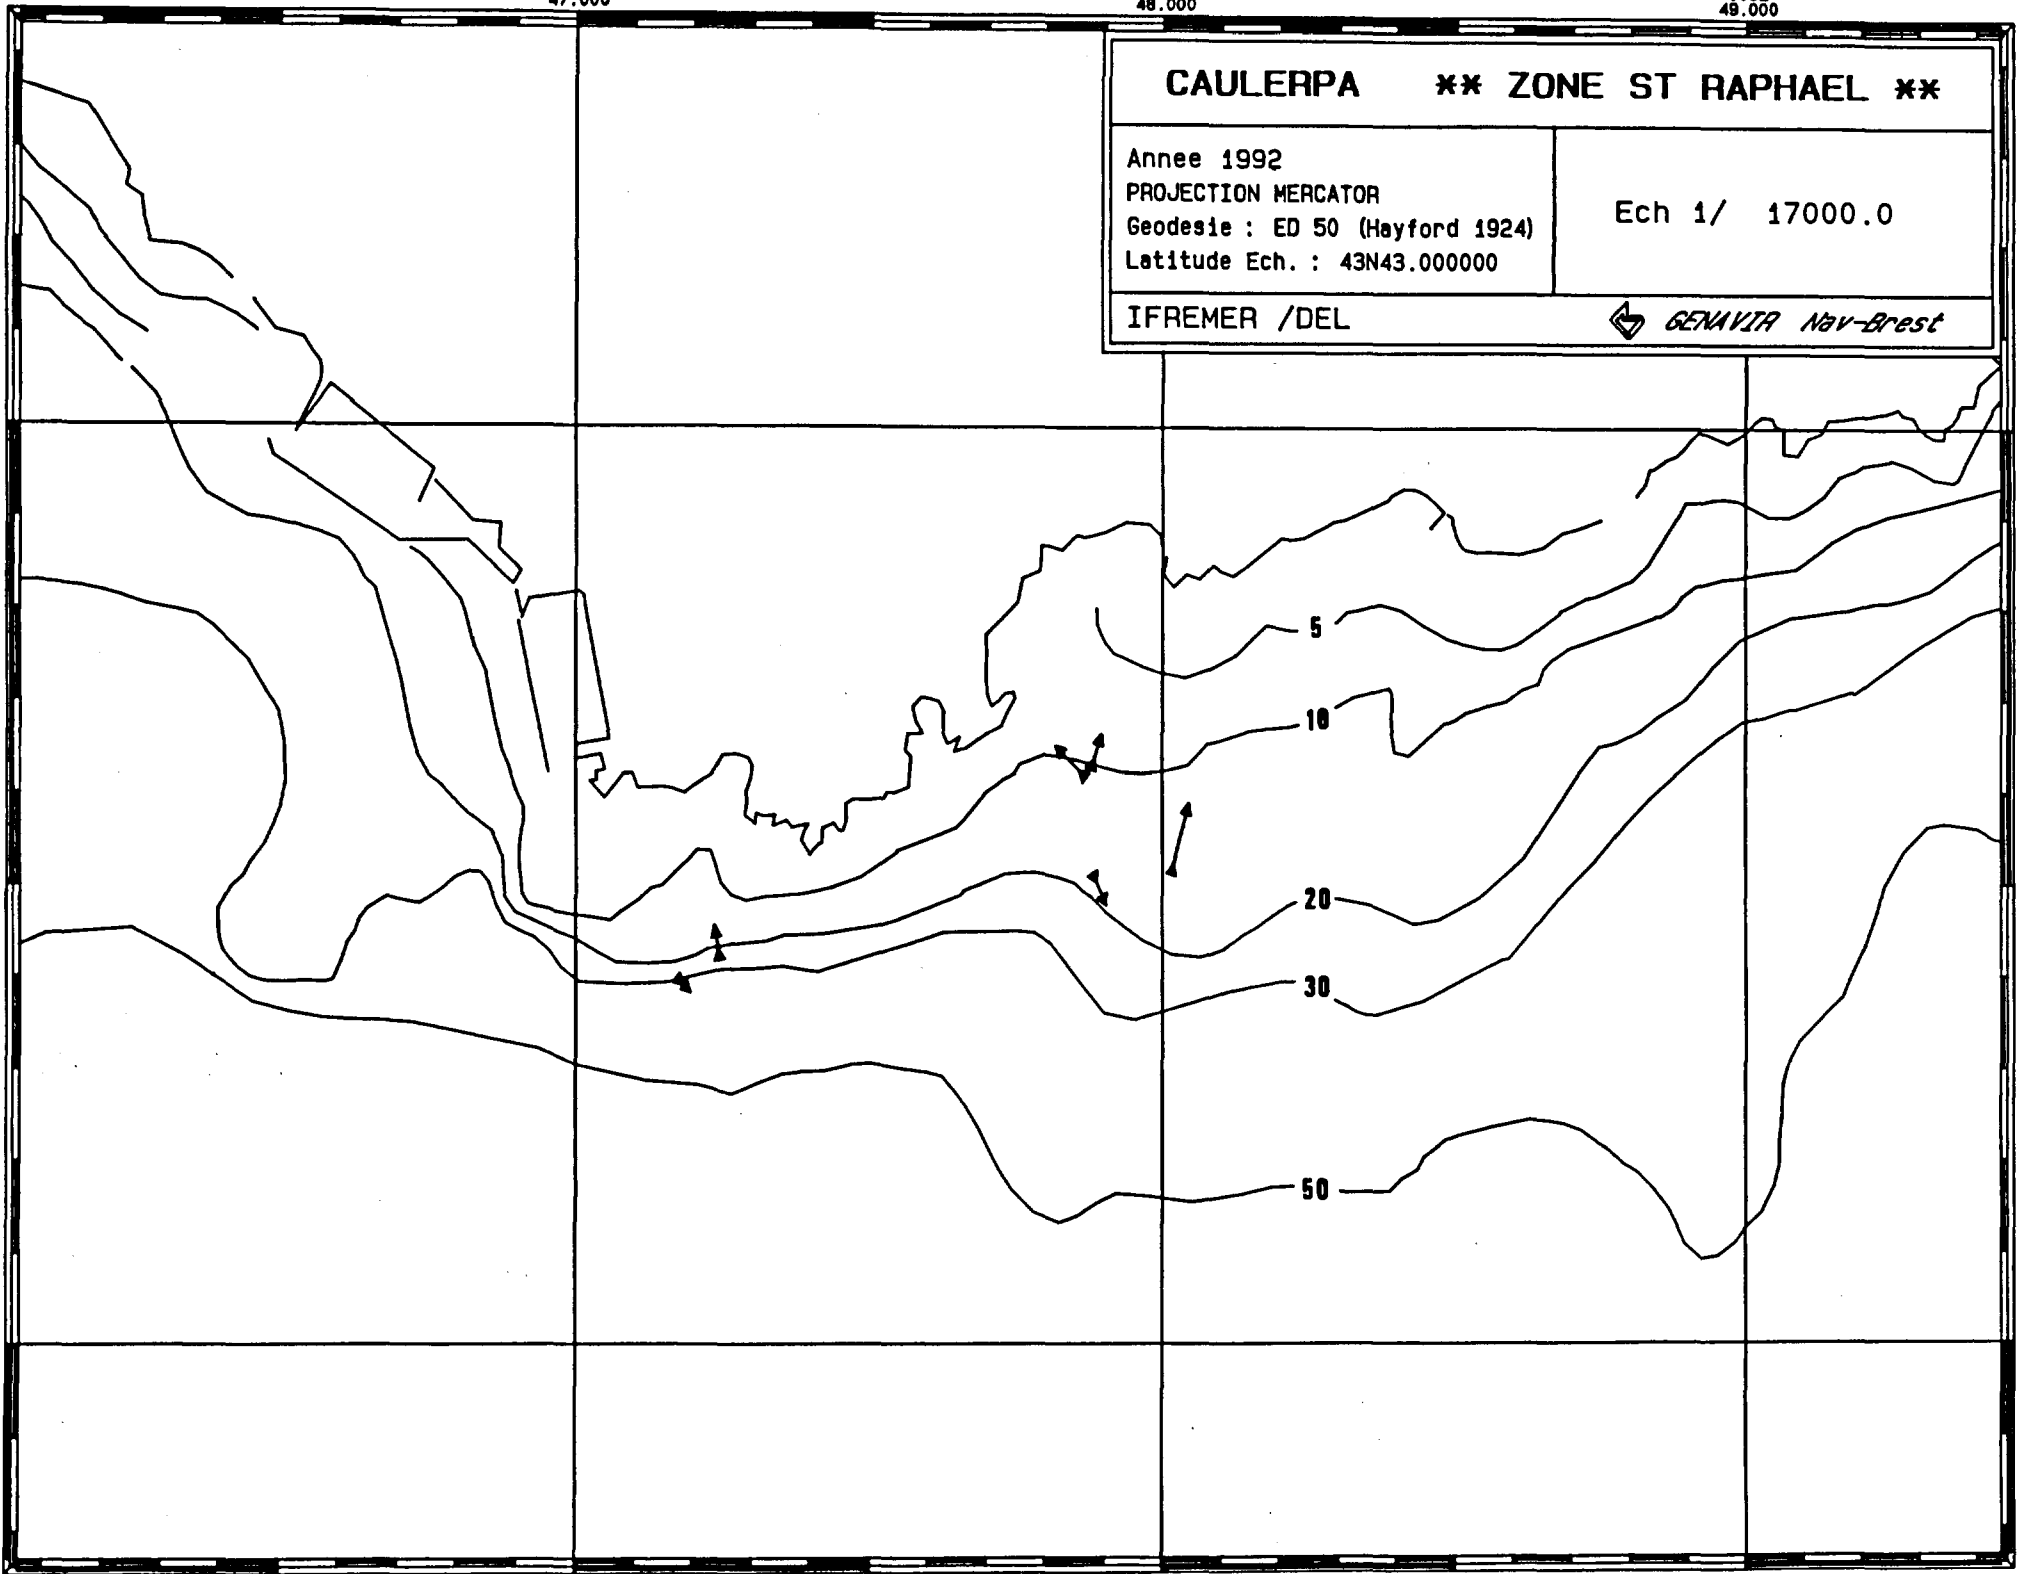 47.000 48.000 49.000
CAULERPA ** ZONE ST RAPHAEL **
Annee 1992
PROJECTION MERCATOR
Geodesie : ED 50 (Hayford 1924)
Latitude Ech. : 43N43.000000
Ech 1/ 17000.0
IFREMER /DEL
GENAVIR Nav-Brest
5
10
20
30
50